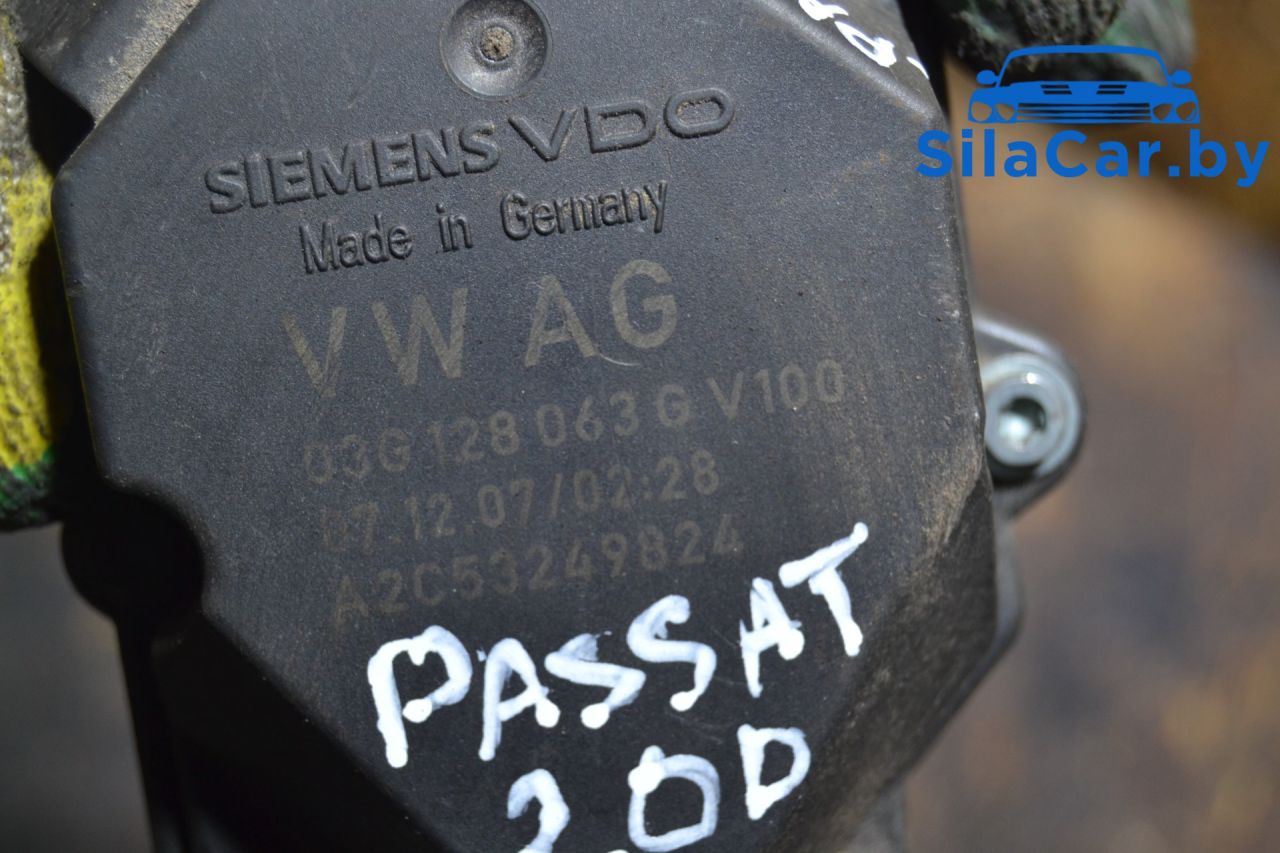 SilaCar.by
SIEMENS VDO
Made in Germany
VW AG
03G 128 063 G V100
07.12.07/02:28
A2C53249824
PASSAT
2.0D